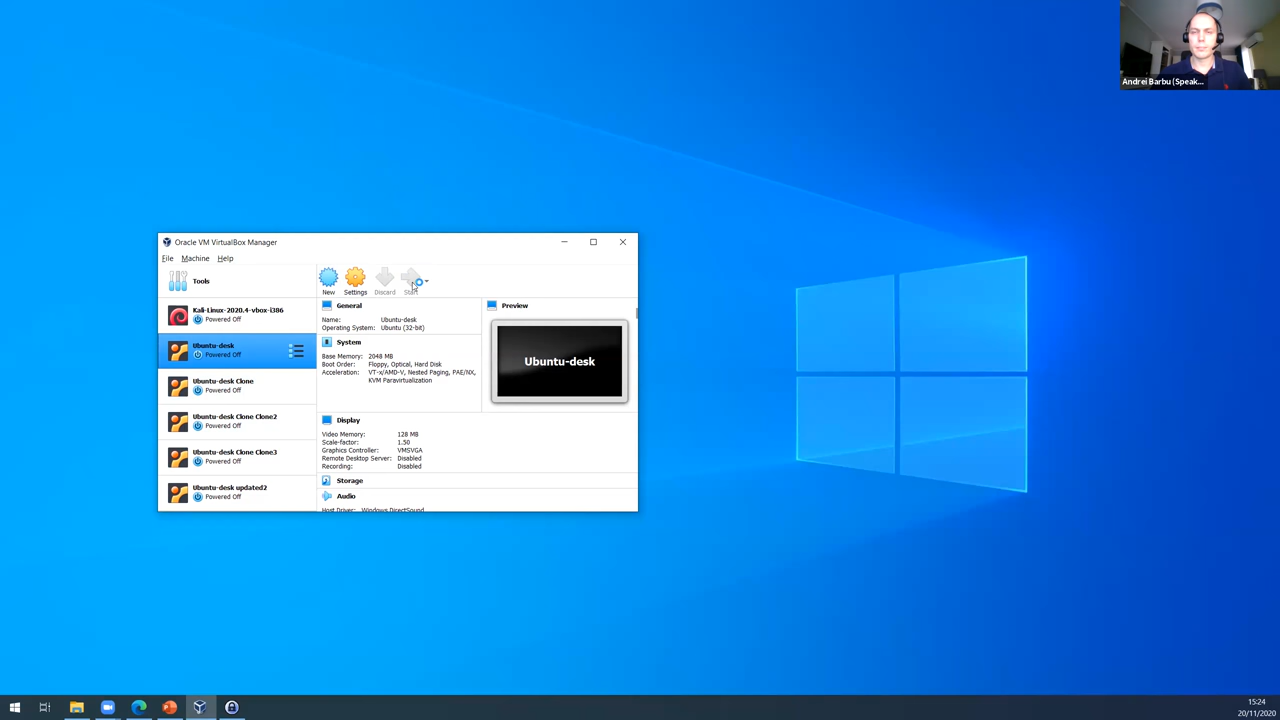 Andrei Barbu (Speak...
Oracle VM VirtualBox Manager
File Machine Help
Tools
New Settings Discard Start
Kali-Linux-2020.4-vbox-i386
Powered Off
Ubuntu-desk
Powered Off
Ubuntu-desk Clone
Powered Off
Ubuntu-desk Clone Clone2
Powered Off
Ubuntu-desk Clone Clone3
Powered Off
Ubuntu-desk updated2
Powered Off
General
Name: Ubuntu-desk
Operating System: Ubuntu (32-bit)
System
Base Memory: 2048 MB
Boot Order: Floppy, Optical, Hard Disk
Acceleration: VT-x/AMD-V, Nested Paging, PAE/NX,
KVM Paravirtualization
Preview
Ubuntu-desk
Display
Video Memory: 128 MB
Scale-factor: 1.50
Graphics Controller: VMSVGA
Remote Desktop Server: Disabled
Recording: Disabled
Storage
Audio
Host Driver: Windows DirectSound
15:24
20/11/2020